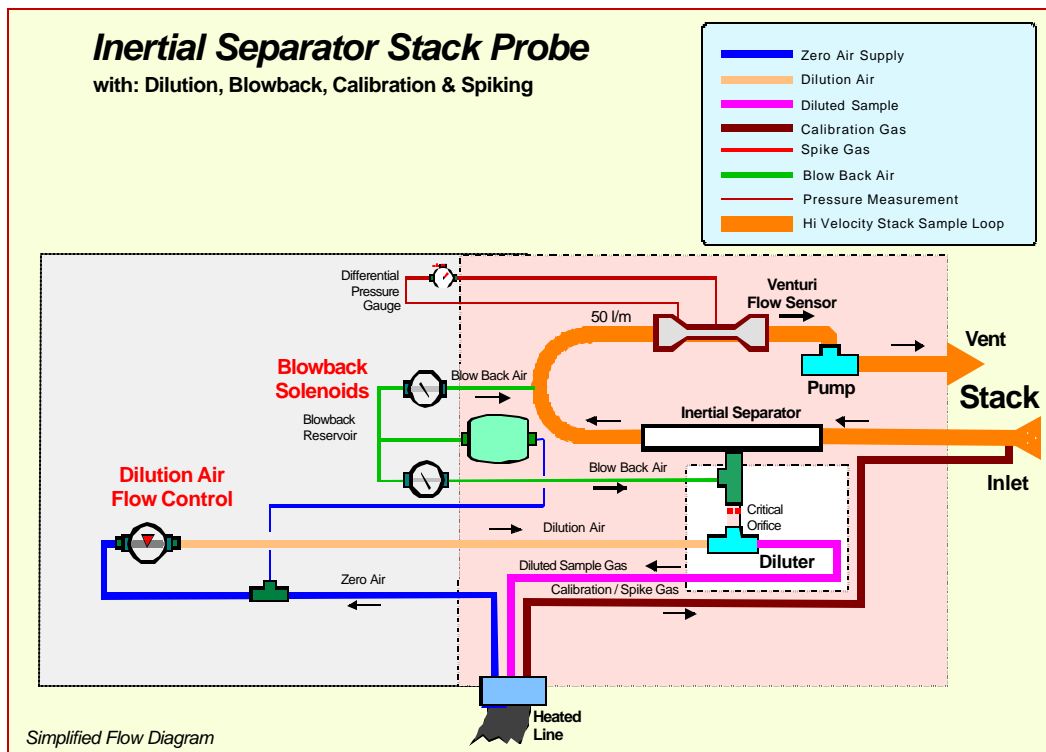 Inertial Separator Stack Probe
with: Dilution, Blowback, Calibration & Spiking
Zero Air Supply
Dilution Air
Diluted Sample
Calibration Gas
Spike Gas
Blow Back Air
Pressure Measurement
Hi Velocity Stack Sample Loop
Differential
Pressure
Gauge
Venturi
Flow Sensor
50 l/m
Vent
Pump
Blowback
Solenoids
Blow Back Air
Stack
Inertial Separator
Blowback
Reservoir
Blow Back Air
Inlet
Dilution Air
Flow Control
Critical
Orifice
Dilution Air
Diluter
Diluted Sample Gas
Zero Air
Calibration / Spike Gas
Heated
Line
Simplified Flow Diagram